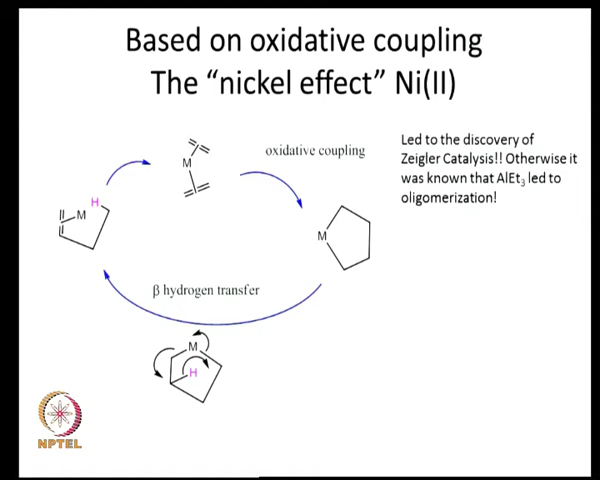 Based on oxidative coupling
The “nickel effect” Ni(II)
M
oxidative coupling
Led to the discovery of
Zeigler Catalysis!! Otherwise it
was known that AlEt3 led to
oligomerization!
H
M
M
β hydrogen transfer
M
H
NPTEL